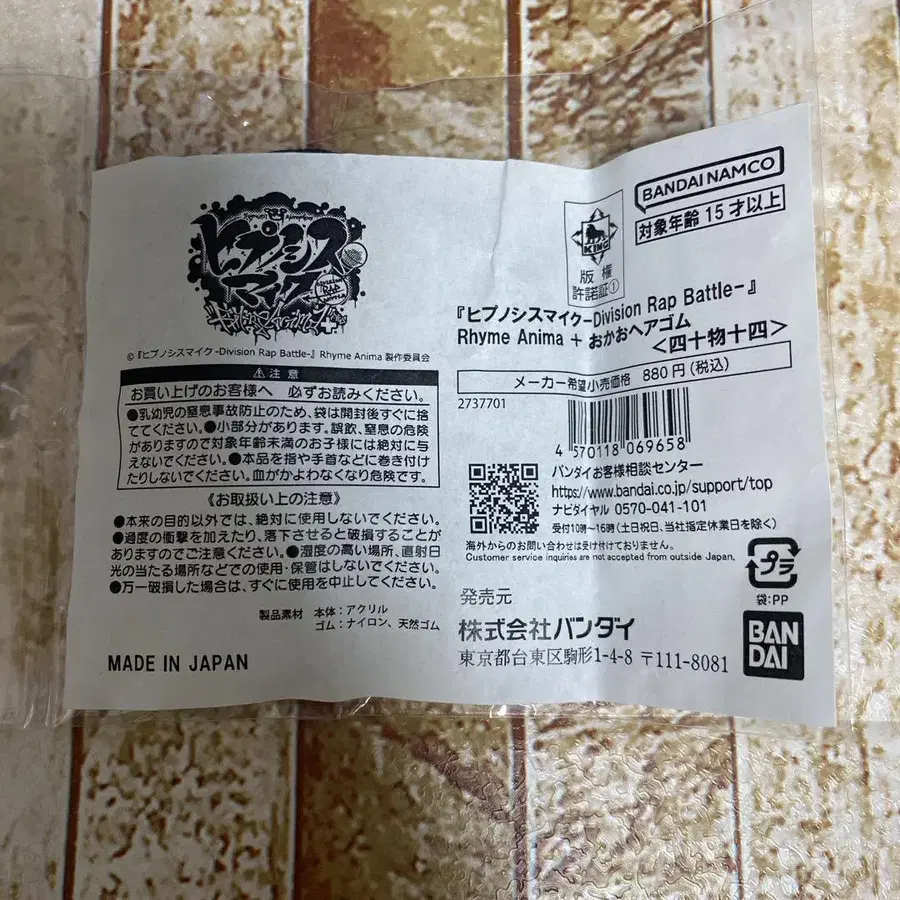 ヒプノシス
マイク
Rhyme Anima +
©『ヒプノシスマイク-Division Rap Battle-』Rhyme Anima 製作委員会
⚠ 注 意
お買い上げのお客様へ 必ずお読みください。
●乳幼児の窒息事故防止のため、袋は開封後すぐに捨
ててください。●小部分があります。誤飲、窒息の危険
がありますので対象年齢未満のお子様には絶対に与
えないでください。●本品を指や手首などに巻き付け
たりしないでください。血がかよわなくなり危険です。
《お取扱い上の注意》
●本来の目的以外では、絶対に使用しないでください。
●過度の衝撃を加えたり、落下させると破損することが
ありますのでご注意ください。●湿度の高い場所、直射日
光の当たる場所などでの使用・保管はしないでください。
●万一破損した場合は、すぐに使用を中止してください。
製品素材 本体：アクリル
ゴム：ナイロン、天然ゴム
MADE IN JAPAN
BANDAI NAMCO
対象年齢 15才以上
KING
版 権
許諾証①
『ヒプノシスマイク-Division Rap Battle-』
Rhyme Anima + おかおヘアゴム
<四十物十四>
メーカー希望小売価格 880円(税込)
2737701
4 570118 069658
バンダイお客様相談センター
https://www.bandai.co.jp/support/top
ナビダイヤル 0570-041-101
受付10時〜16時(土日祝、当社指定休業日を除く)
海外からのお問い合わせは受け付けておりません。
Customer service inquiries are not accepted from outside Japan.
プラ
袋:PP
発売元
株式会社バンダイ
東京都台東区駒形1-4-8 〒111-8081
BAN
DAI